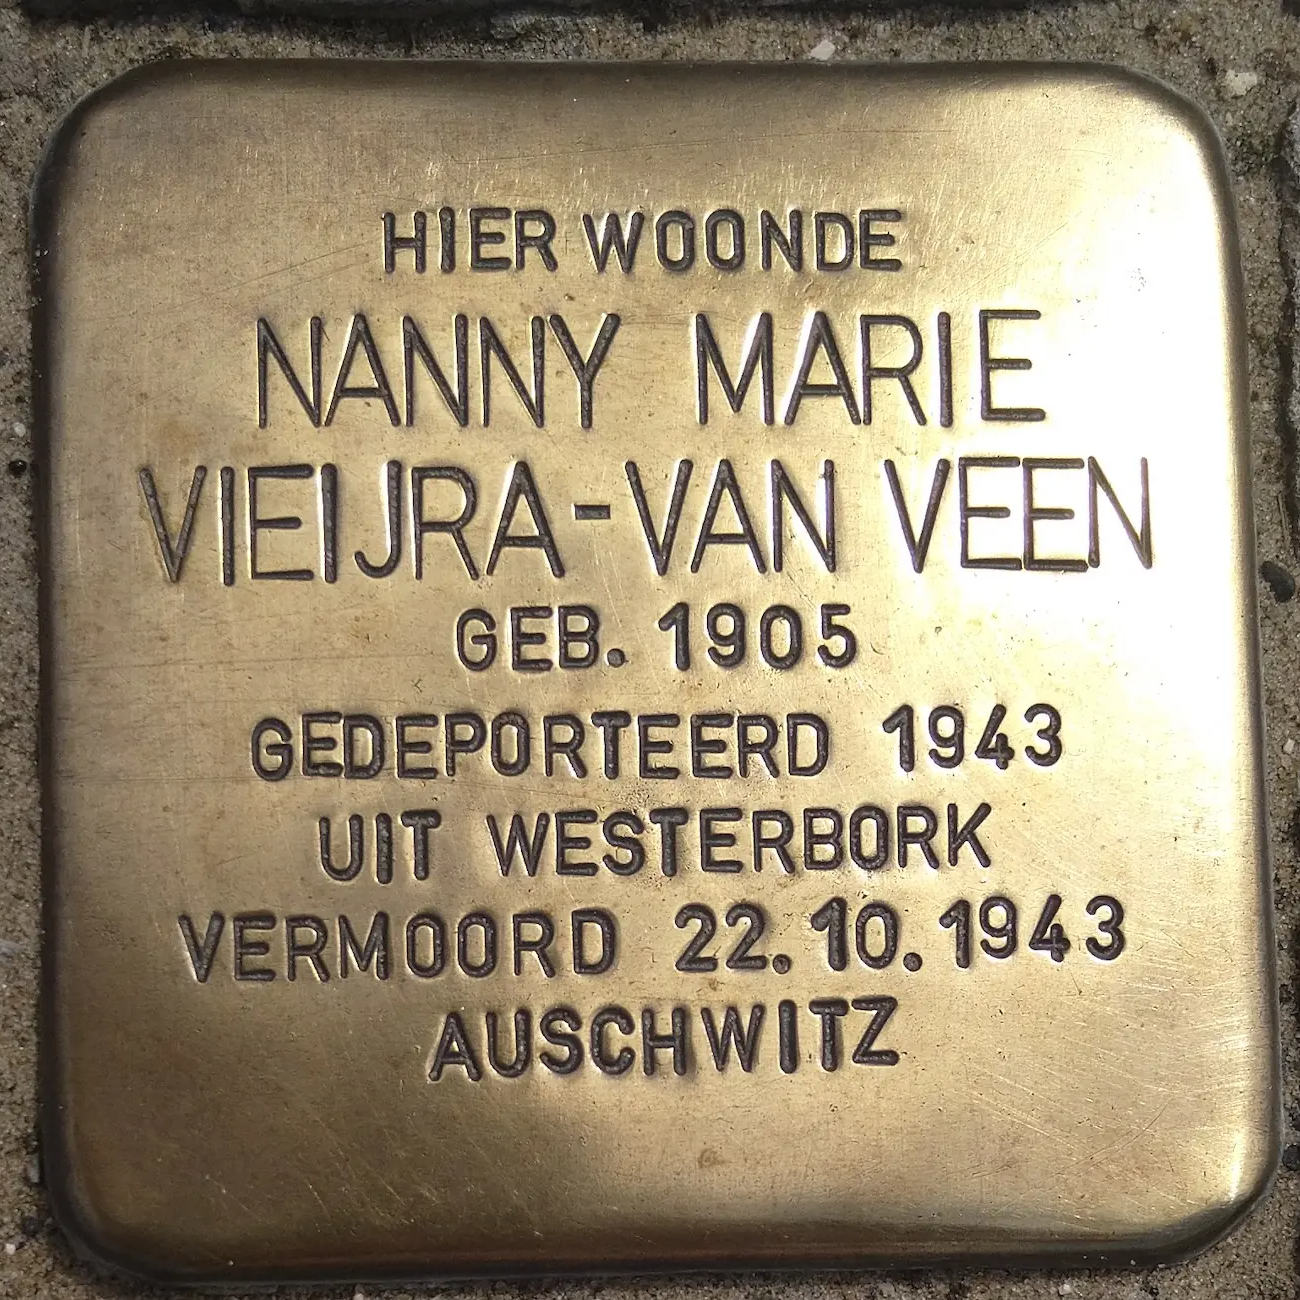 HIER WOONDE
NANNY MARIE
VIEIJRA-VAN VEEN
GEB. 1905
GEDEPORTEERD 1943
UIT WESTERBORK
VERMOORD 22.10.1943
AUSCHWITZ